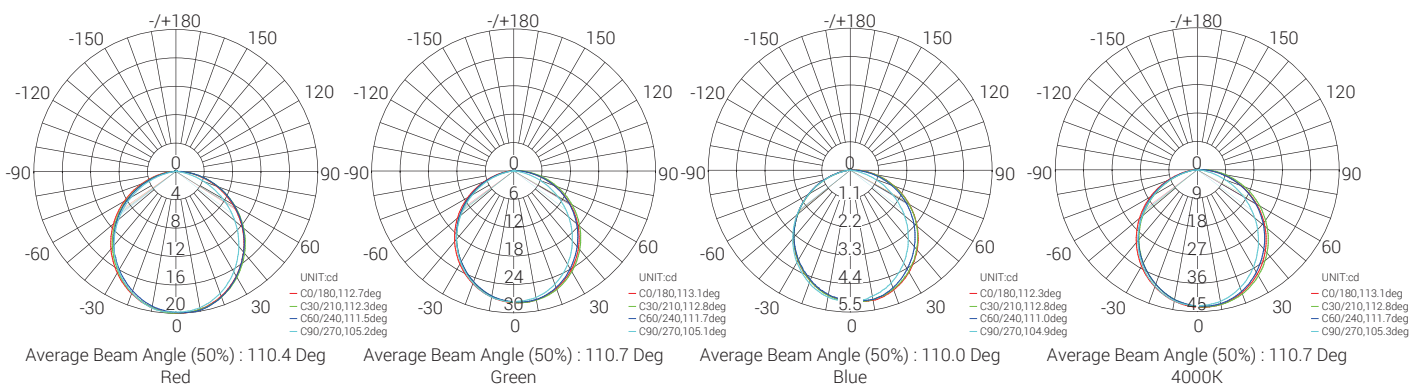 -/+180
-150
150
-120
120
-90
90
-60
60
-30
30
0
0
4
8
12
16
20
UNIT:cd
C0/180,112.7deg
C30/210,112.3deg
C60/240,111.5deg
C90/270,105.2deg
Average Beam Angle (50%) : 110.4 Deg
Red
-/+180
-150
150
-120
120
-90
90
-60
60
-30
30
0
0
6
12
18
24
30
UNIT:cd
C0/180,113.1deg
C30/210,112.8deg
C60/240,111.7deg
C90/270,105.1deg
Average Beam Angle (50%) : 110.7 Deg
Green
-/+180
-150
150
-120
120
-90
90
-60
60
-30
30
0
0
1.1
2.2
3.3
4.4
5.5
UNIT:cd
C0/180,112.3deg
C30/210,112.8deg
C60/240,111.0deg
C90/270,104.9deg
Average Beam Angle (50%) : 110.0 Deg
Blue
-/+180
-150
150
-120
120
-90
90
-60
60
-30
30
0
0
9
18
27
36
45
UNIT:cd
C0/180,113.1deg
C30/210,112.8deg
C60/240,111.7deg
C90/270,105.3deg
Average Beam Angle (50%) : 110.7 Deg
4000K